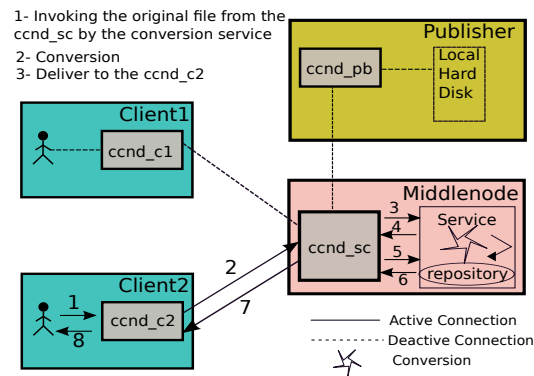 1- Invoking the original file from the
ccnd_sc by the conversion service
2- Conversion
3- Deliver to the ccnd_c2
Publisher
ccnd_pb
Local
Hard
Disk
Client1
ccnd_c1
Middlenode
ccnd_sc
3
4
5
6
Service
repository
Client2
ccnd_c2
1
8
2
7
Active Connection
Deactive Connection
Conversion